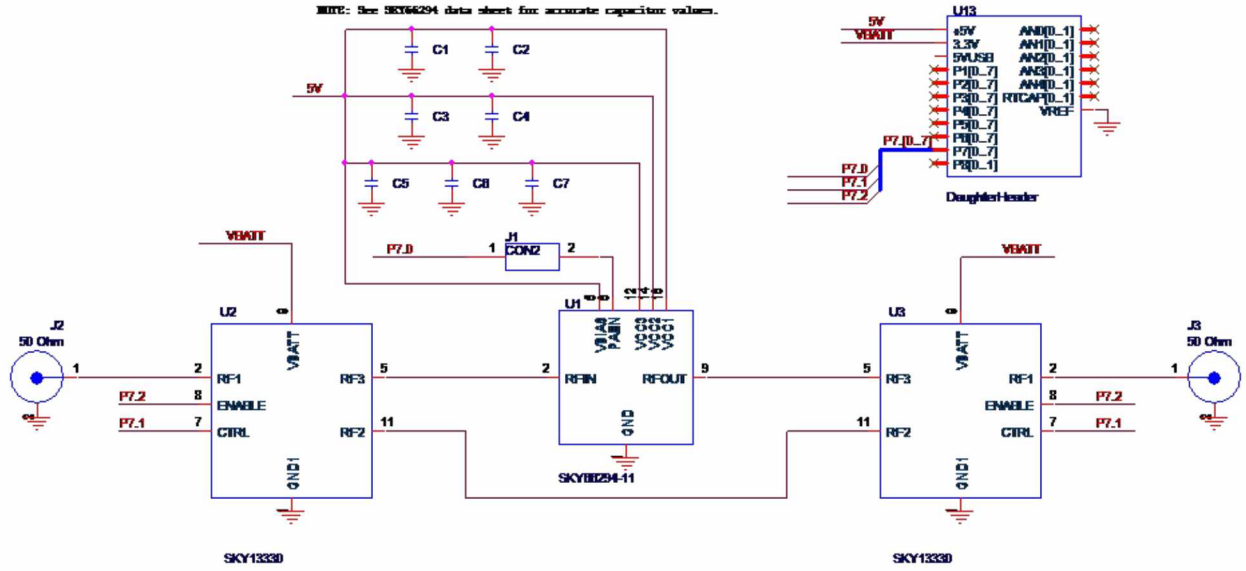 NOTE: See SKY66294 data sheet for accurate capacitor values.
C1
C2
5V
C3
C4
C5
C6
C7
U13
5V
VBATT
+5V
3.3V
5VUSB
P1[0..7]
P2[0..7]
P3[0..7]
P4[0..7]
P5[0..7]
P6[0..7]
P7[0..7]
P8[0..1]
AN0[0..1]
AN1[0..1]
AN2[0..1]
AN3[0..1]
AN4[0..1]
RTCAP[0..1]
VREF
P7.[0..7]
P7.0
P7.1
P7.2
DaughterHeader
P7.0
1
J1
CON2
2
VBATT
U2
VBATT
J2
50 Ohm
1
2
RF1
RF3
5
P7.2
8
ENABLE
P7.1
7
CTRL
RF2
11
GND1
SKY13330
U1
12
14
16
VBIAS
PAEN
VCC3
VCC2
VCC1
2
RFIN
RFOUT
9
GND
SKY66294-11
VBATT
U3
VBATT
J3
50 Ohm
5
RF3
RF1
2
1
ENABLE
8
P7.2
11
RF2
CTRL
7
P7.1
GND1
SKY13330